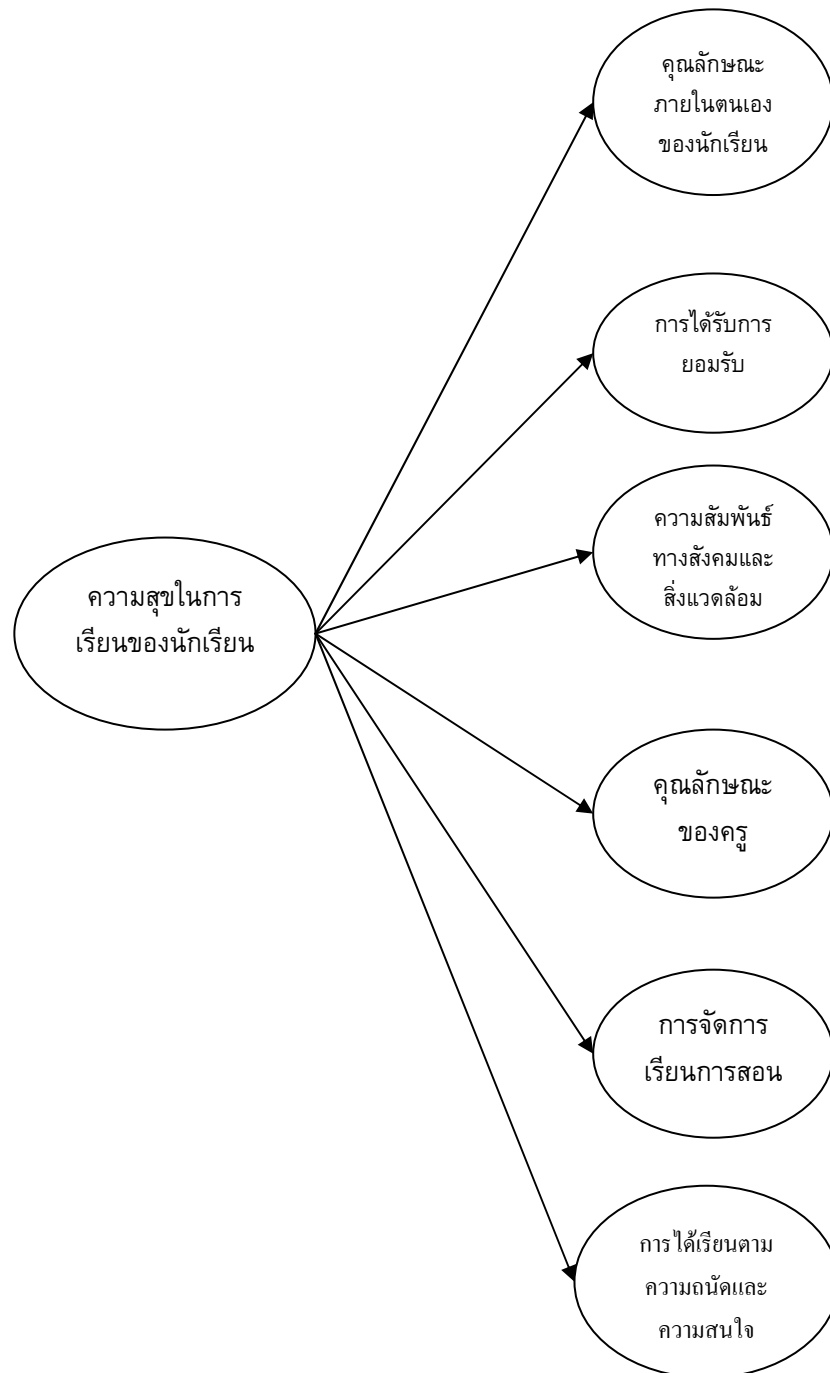 คุณลักษณะ
ภายในตนเอง
ของนักเรียน
การได้รับการ
ยอมรับ
ความสัมพันธ์
ทางสังคมและ
สิ่งแวดล้อม
ความสุขในการ
เรียนของนักเรียน
คุณลักษณะ
ของครู
การจัดการ
เรียนการสอน
การได้เรียนตาม
ความถนัดและ
ความสนใจ